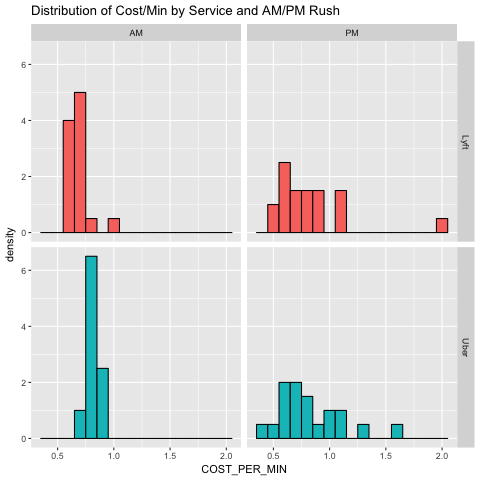 Distribution of Cost/Min by Service and AM/PM Rush
AM
PM
6
4
2
0
Lyft
6
4
2
0
Uber
density
0.5
1.0
1.5
2.0
0.5
1.0
1.5
2.0
COST_PER_MIN